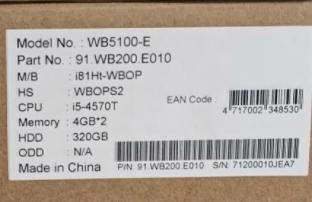 Model No. : WB5100-E
Part No. : 91.WB200.E010
M/B : i81Ht-WBOP
HS : WBOPS2
CPU : i5-4570T
EAN Code :
4 717002 348530
Memory : 4GB*2
HDD : 320GB
ODD : N/A
Made in China
P/N: 91.WB200.E010 S/N: 71200010JEA7